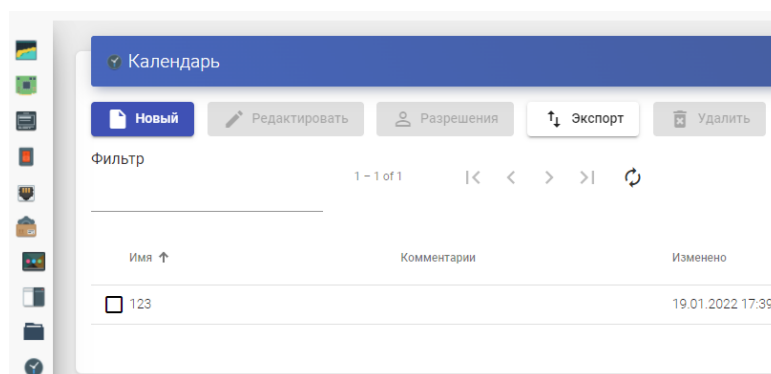 Календарь
Новый Редактировать Разрешения Экспорт Удалить
Фильтр
1 – 1 of 1
Имя Комментарии Изменено
123 19.01.2022 17:39